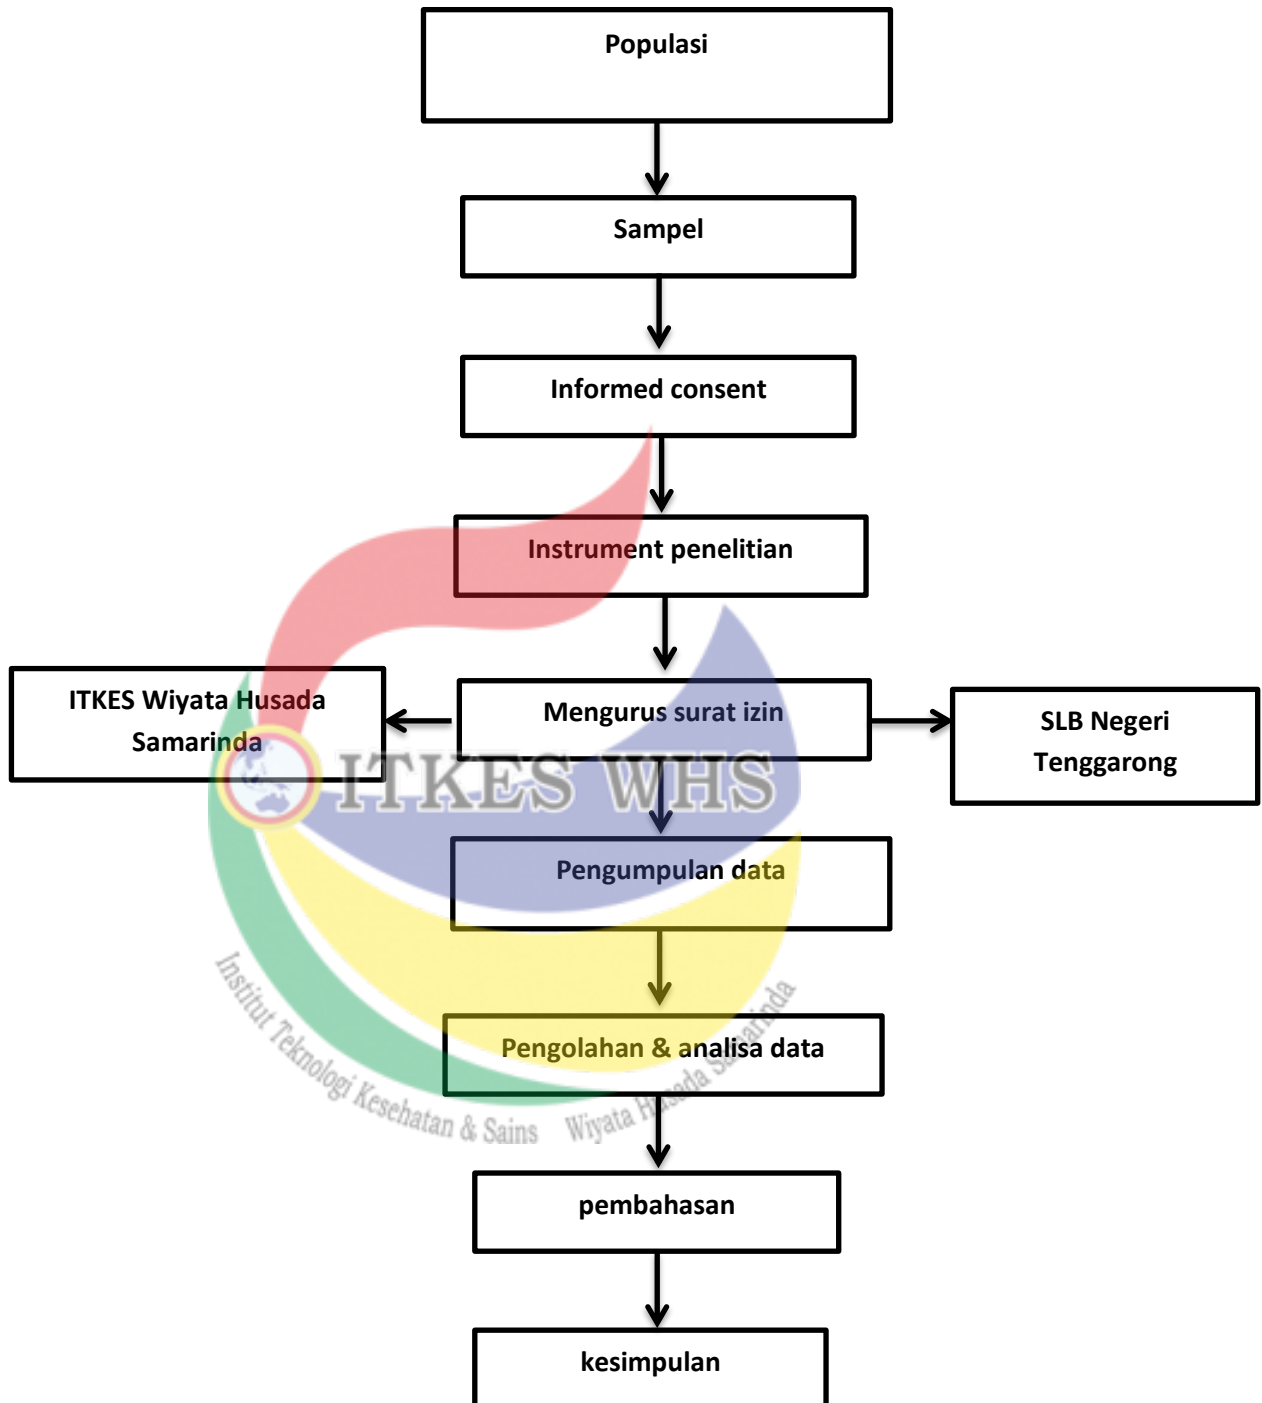 Populasi
Sampel
Informed consent
Instrument penelitian
ITKES Wiyata Husada
Samarinda
Mengurus surat izin
SLB Negeri
Tenggarong
ITKES WHS
Pengumpulan data
Pengolahan & analisa data
Institut Teknologi Kesehatan & Sains Wiyata Husada Samarinda
pembahasan
kesimpulan